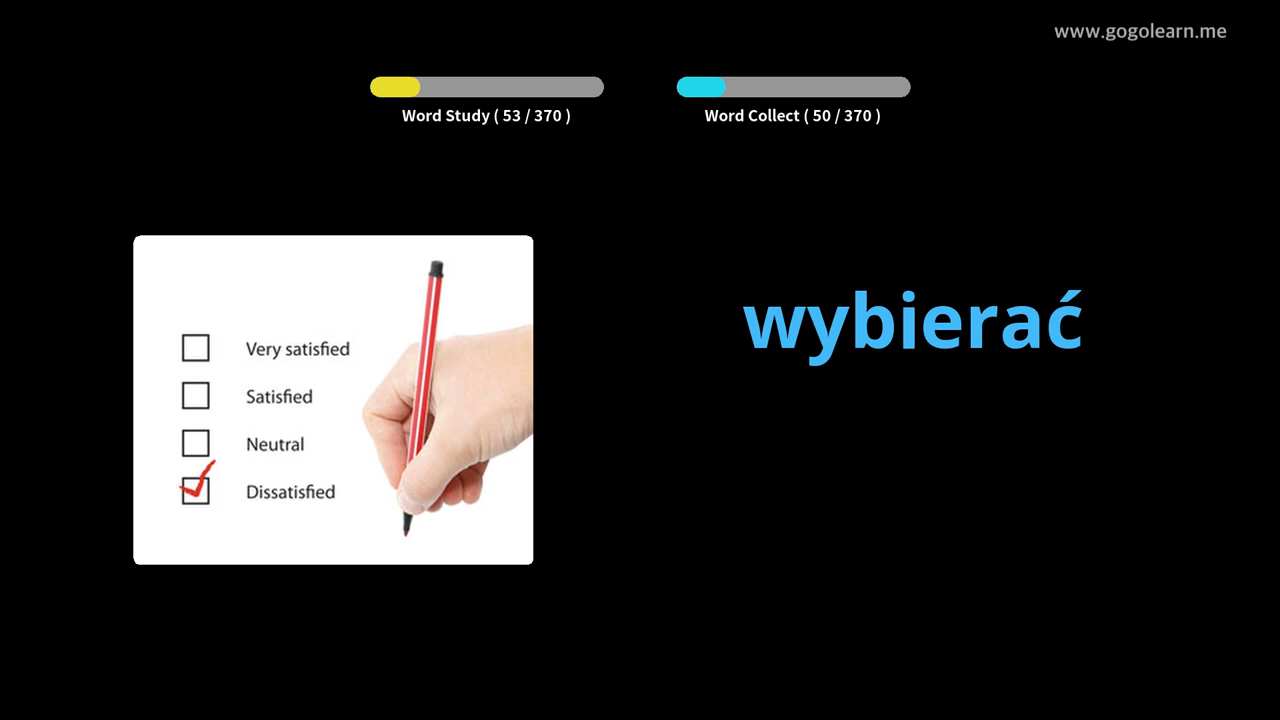 www.gogolearn.me
Word Study ( 53 / 370 )
Word Collect ( 50 / 370 )
Very satisfied
Satisfied
Neutral
Dissatisfied
wybierać